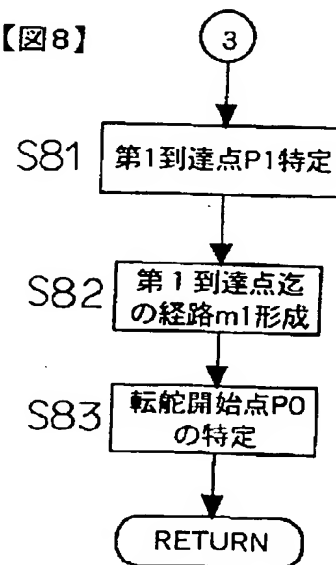 【図8】
3
S81
第1到達点P1特定
S82
第1到達点迄
の経路m1形成
S83
転舵開始点P0
の特定
RETURN